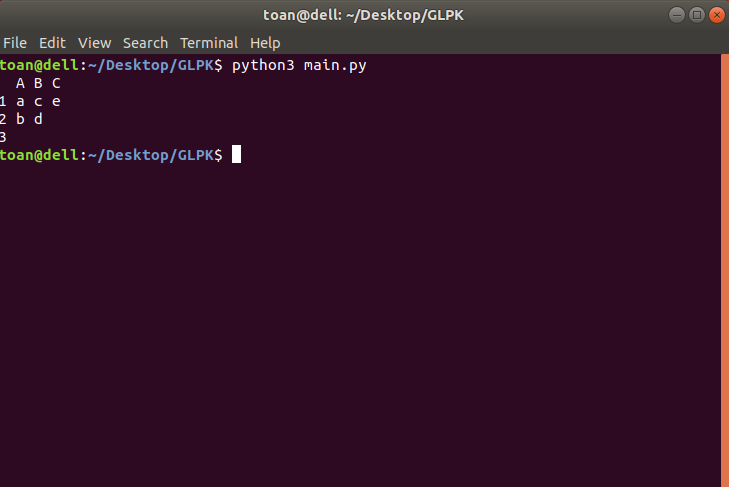 toan@dell: ~/Desktop/GLPK
File Edit View Search Terminal Help
toan@dell:~/Desktop/GLPK$ python3 main.py
  A B C
1 a c e
2 b d
3
toan@dell:~/Desktop/GLPK$